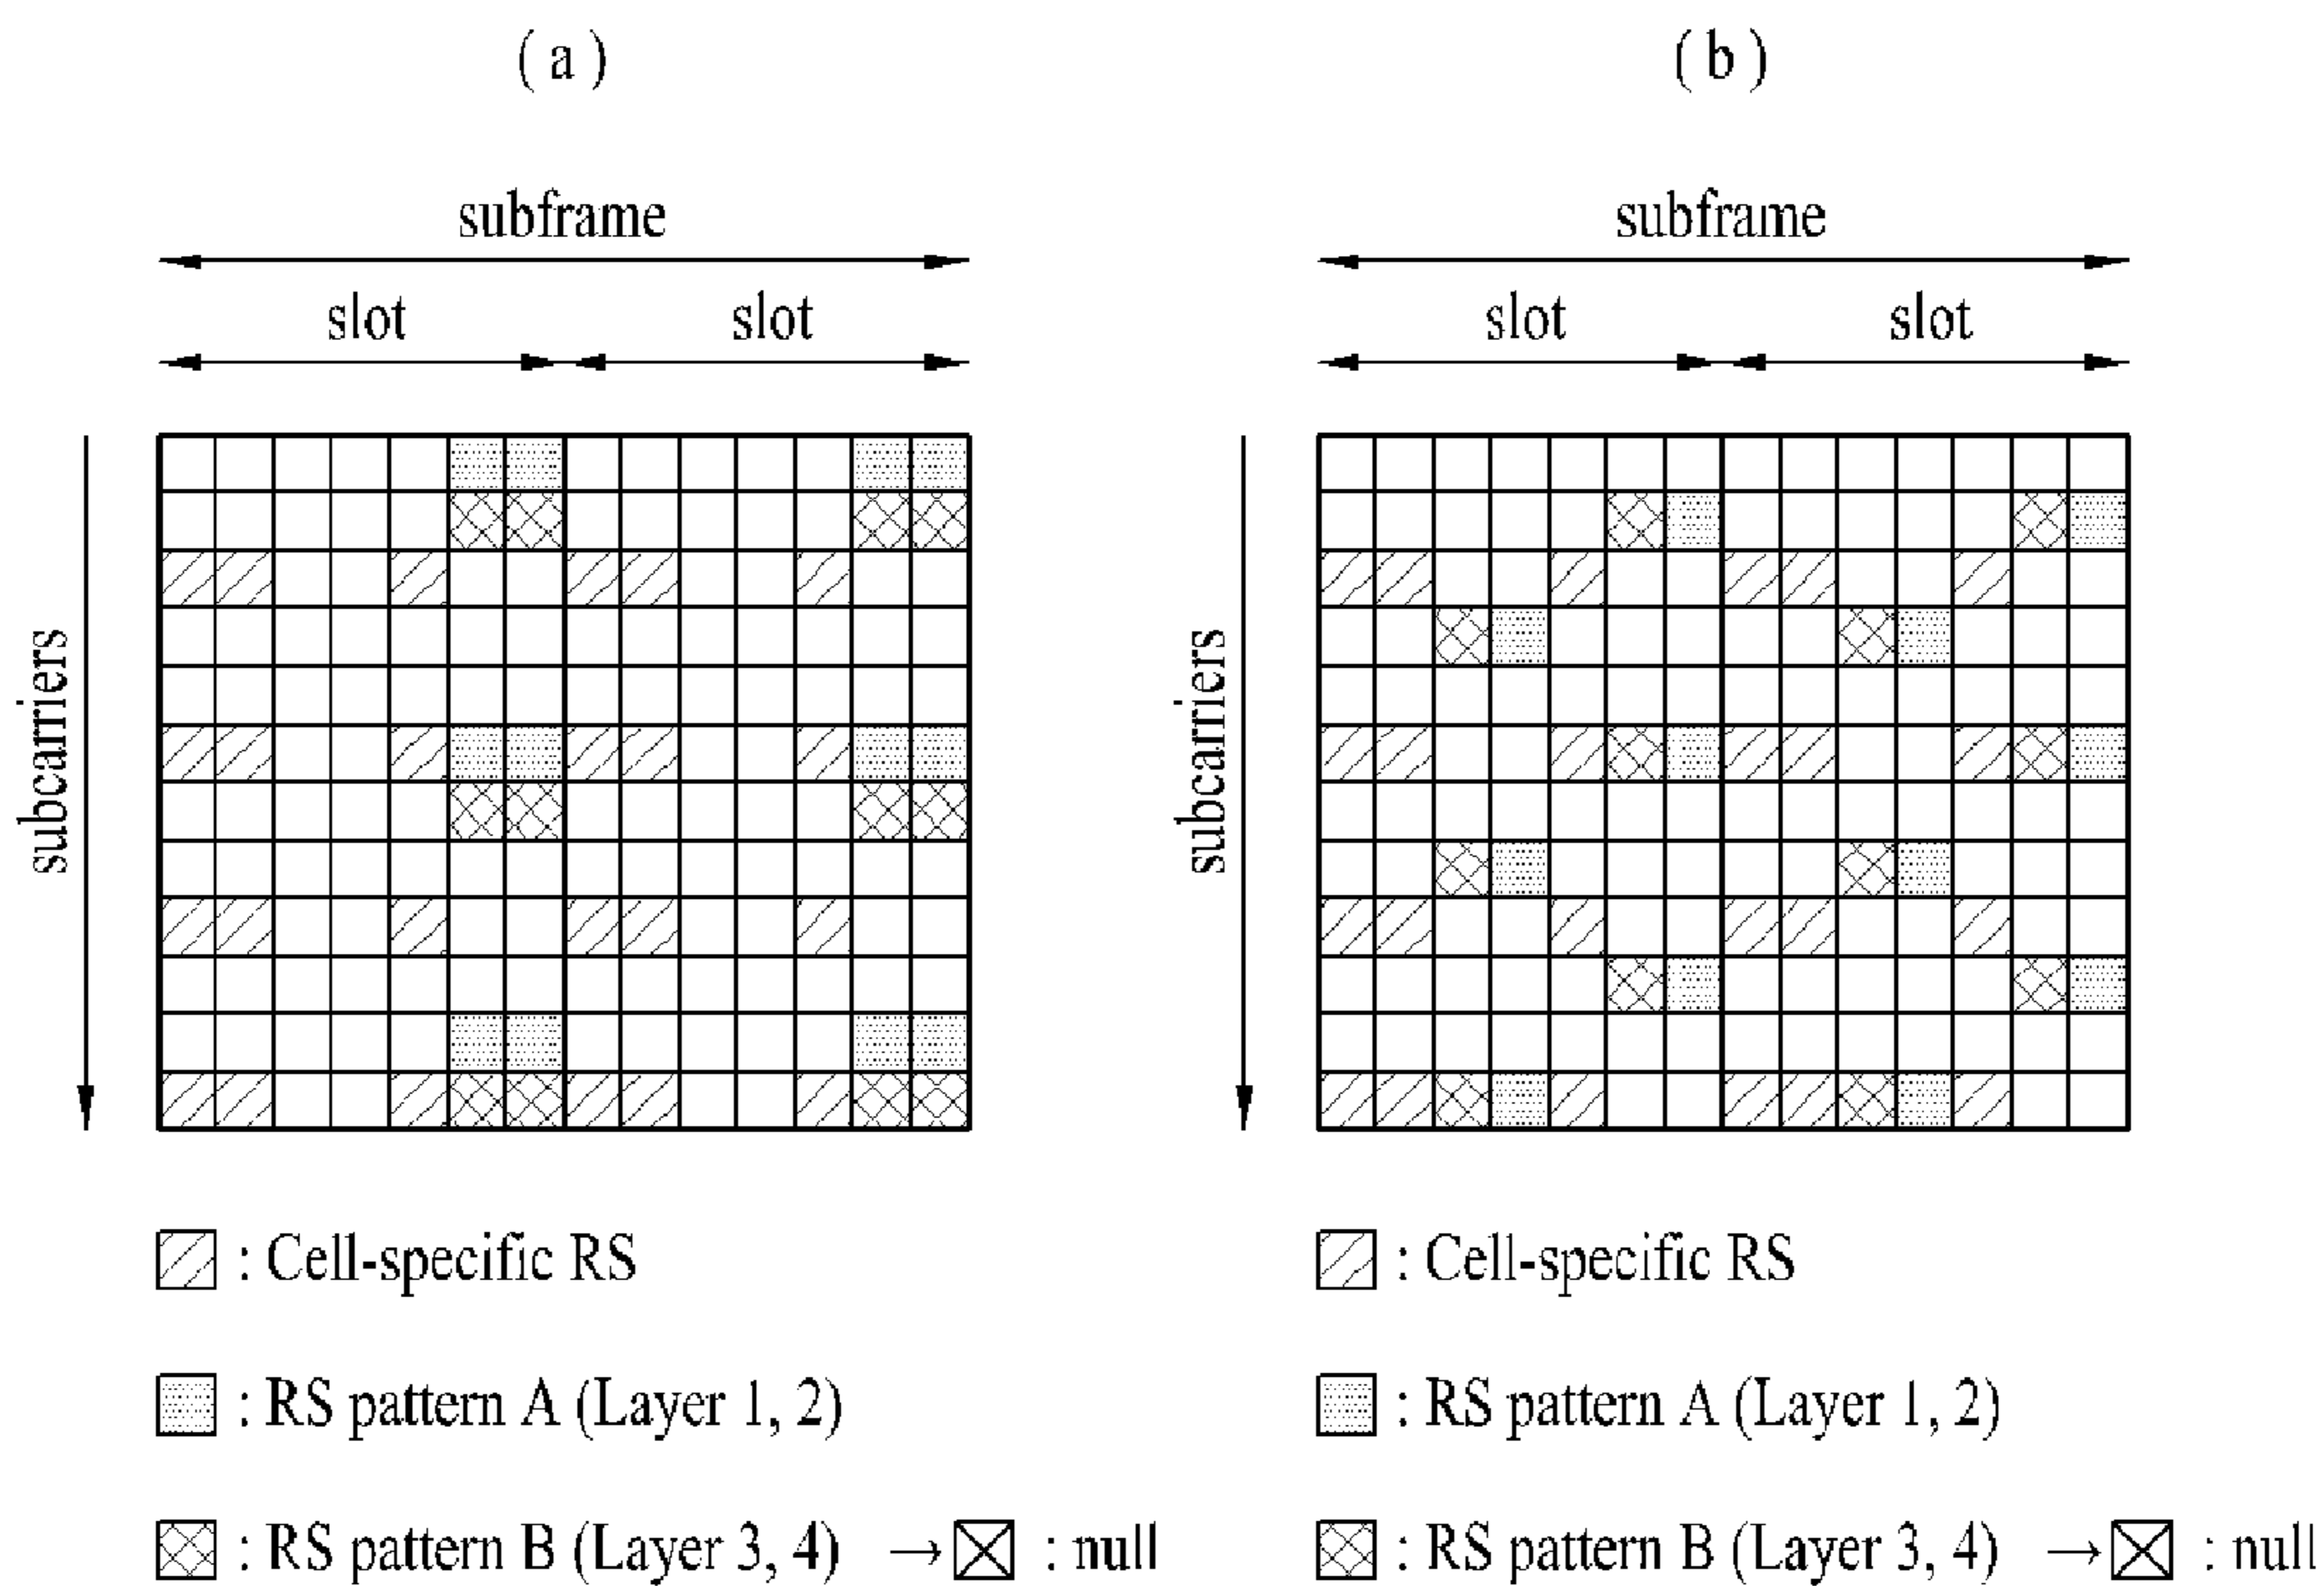 ( a )
subframe
slot slot
subcarriers
: Cell-specific RS
: RS pattern A (Layer 1, 2)
: RS pattern B (Layer 3, 4) → : null
( b )
subframe
slot slot
subcarriers
: Cell-specific RS
: RS pattern A (Layer 1, 2)
: RS pattern B (Layer 3, 4) → : null